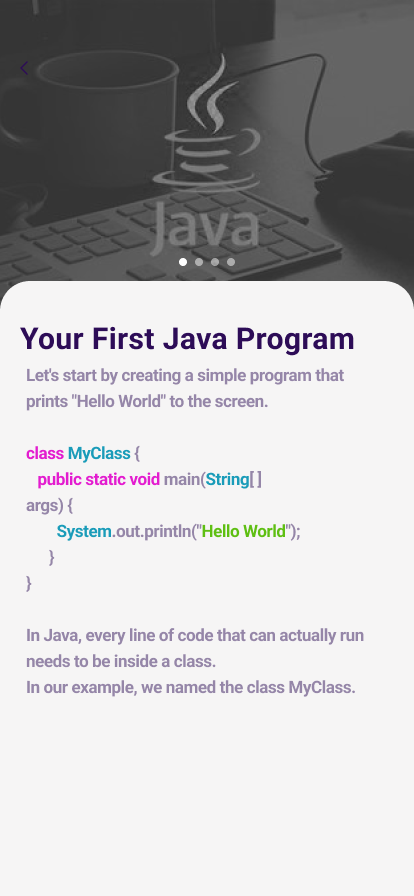 Java
Your First Java Program
Let's start by creating a simple program that
prints "Hello World" to the screen.
class MyClass {
public static void main(String[ ]
args) {
System.out.println("Hello World");
}
}
In Java, every line of code that can actually run
needs to be inside a class.
In our example, we named the class MyClass.